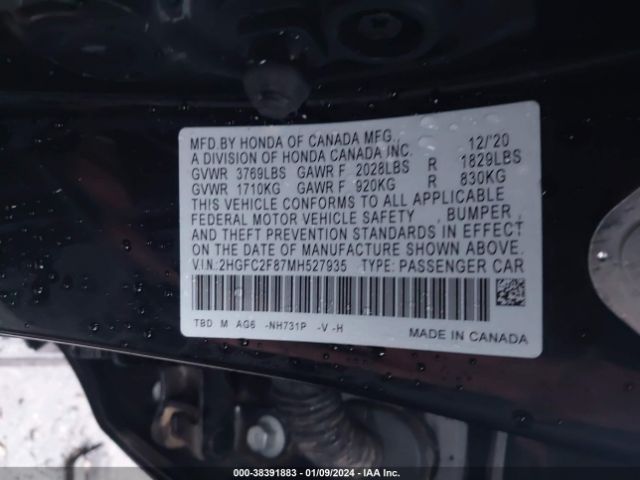 MFD.BY HONDA OF CANADA MFG., 12/'20
A DIVISION OF HONDA CANADA INC.
GVWR 3769LBS GAWR F 2028LBS R 1829LBS
GVWR 1710KG GAWR F 920KG R 830KG
THIS VEHICLE CONFORMS TO ALL APPLICABLE
FEDERAL MOTOR VEHICLE SAFETY , BUMPER ,
AND THEFT PREVENTION STANDARDS IN EFFECT
ON THE DATE OF MANUFACTURE SHOWN ABOVE.
V.I.N.:2HGFC2F87MH527935 TYPE: PASSENGER CAR
TBD M AG6 -NH731P -V -H
MADE IN CANADA
000-38391883 - 01/09/2024 - IAA Inc.